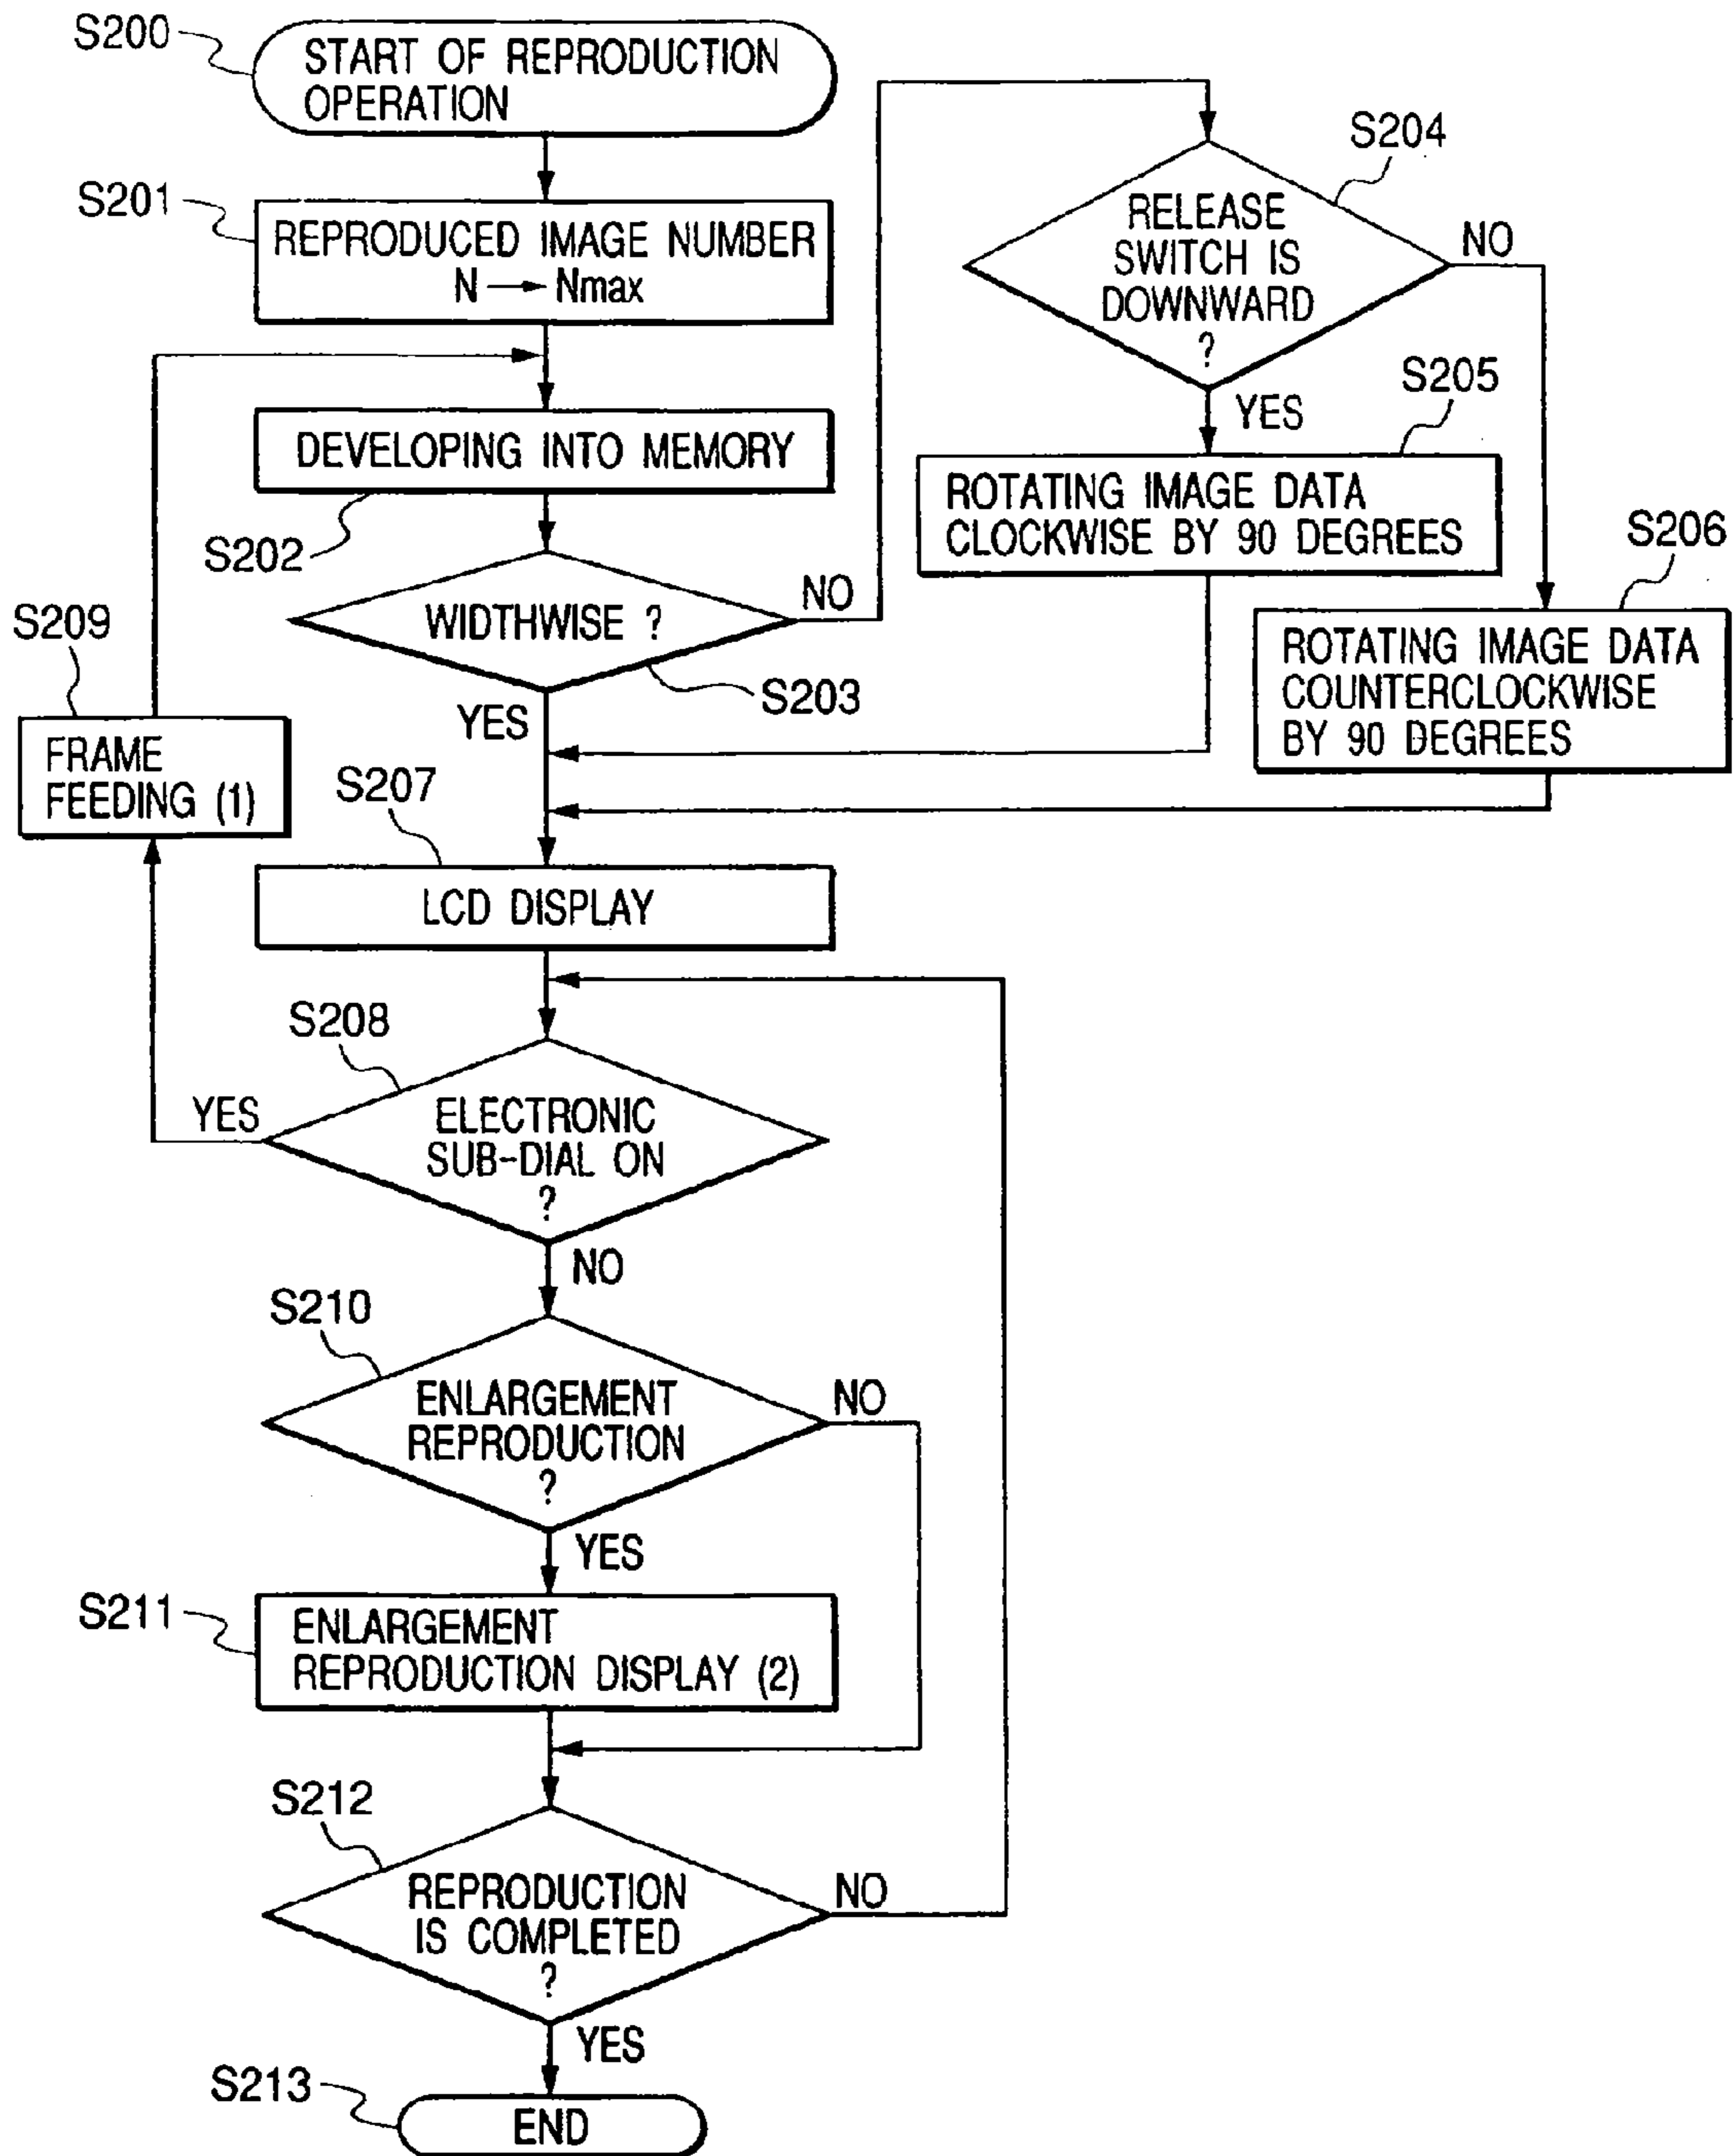 S200
START OF REPRODUCTION
OPERATION
S201
REPRODUCED IMAGE NUMBER
N → Nmax
DEVELOPING INTO MEMORY
S202
WIDTHWISE ?
NO
S203
YES
S204
RELEASE
SWITCH IS
DOWNWARD
?
NO
YES
S205
ROTATING IMAGE DATA
CLOCKWISE BY 90 DEGREES
S206
ROTATING IMAGE DATA
COUNTERCLOCKWISE
BY 90 DEGREES
S209
FRAME
FEEDING (1)
S207
LCD DISPLAY
S208
YES
ELECTRONIC
SUB-DIAL ON
?
NO
S210
ENLARGEMENT
REPRODUCTION
?
NO
YES
S211
ENLARGEMENT
REPRODUCTION DISPLAY (2)
S212
REPRODUCTION
IS COMPLETED
?
NO
YES
S213
END